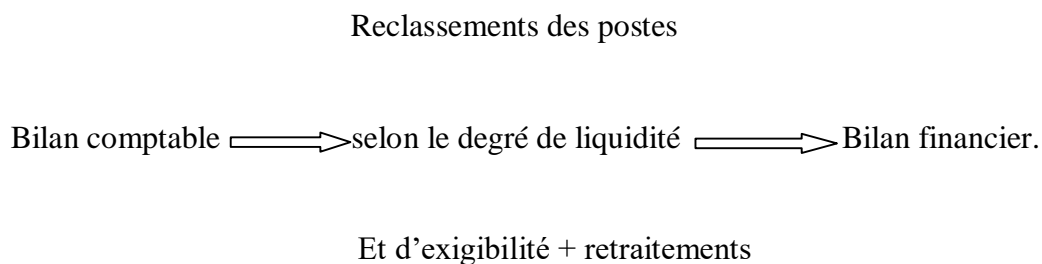 Reclassements des postes
Bilan comptable selon le degré de liquidité Bilan financier.
Et d’exigibilité + retraitements